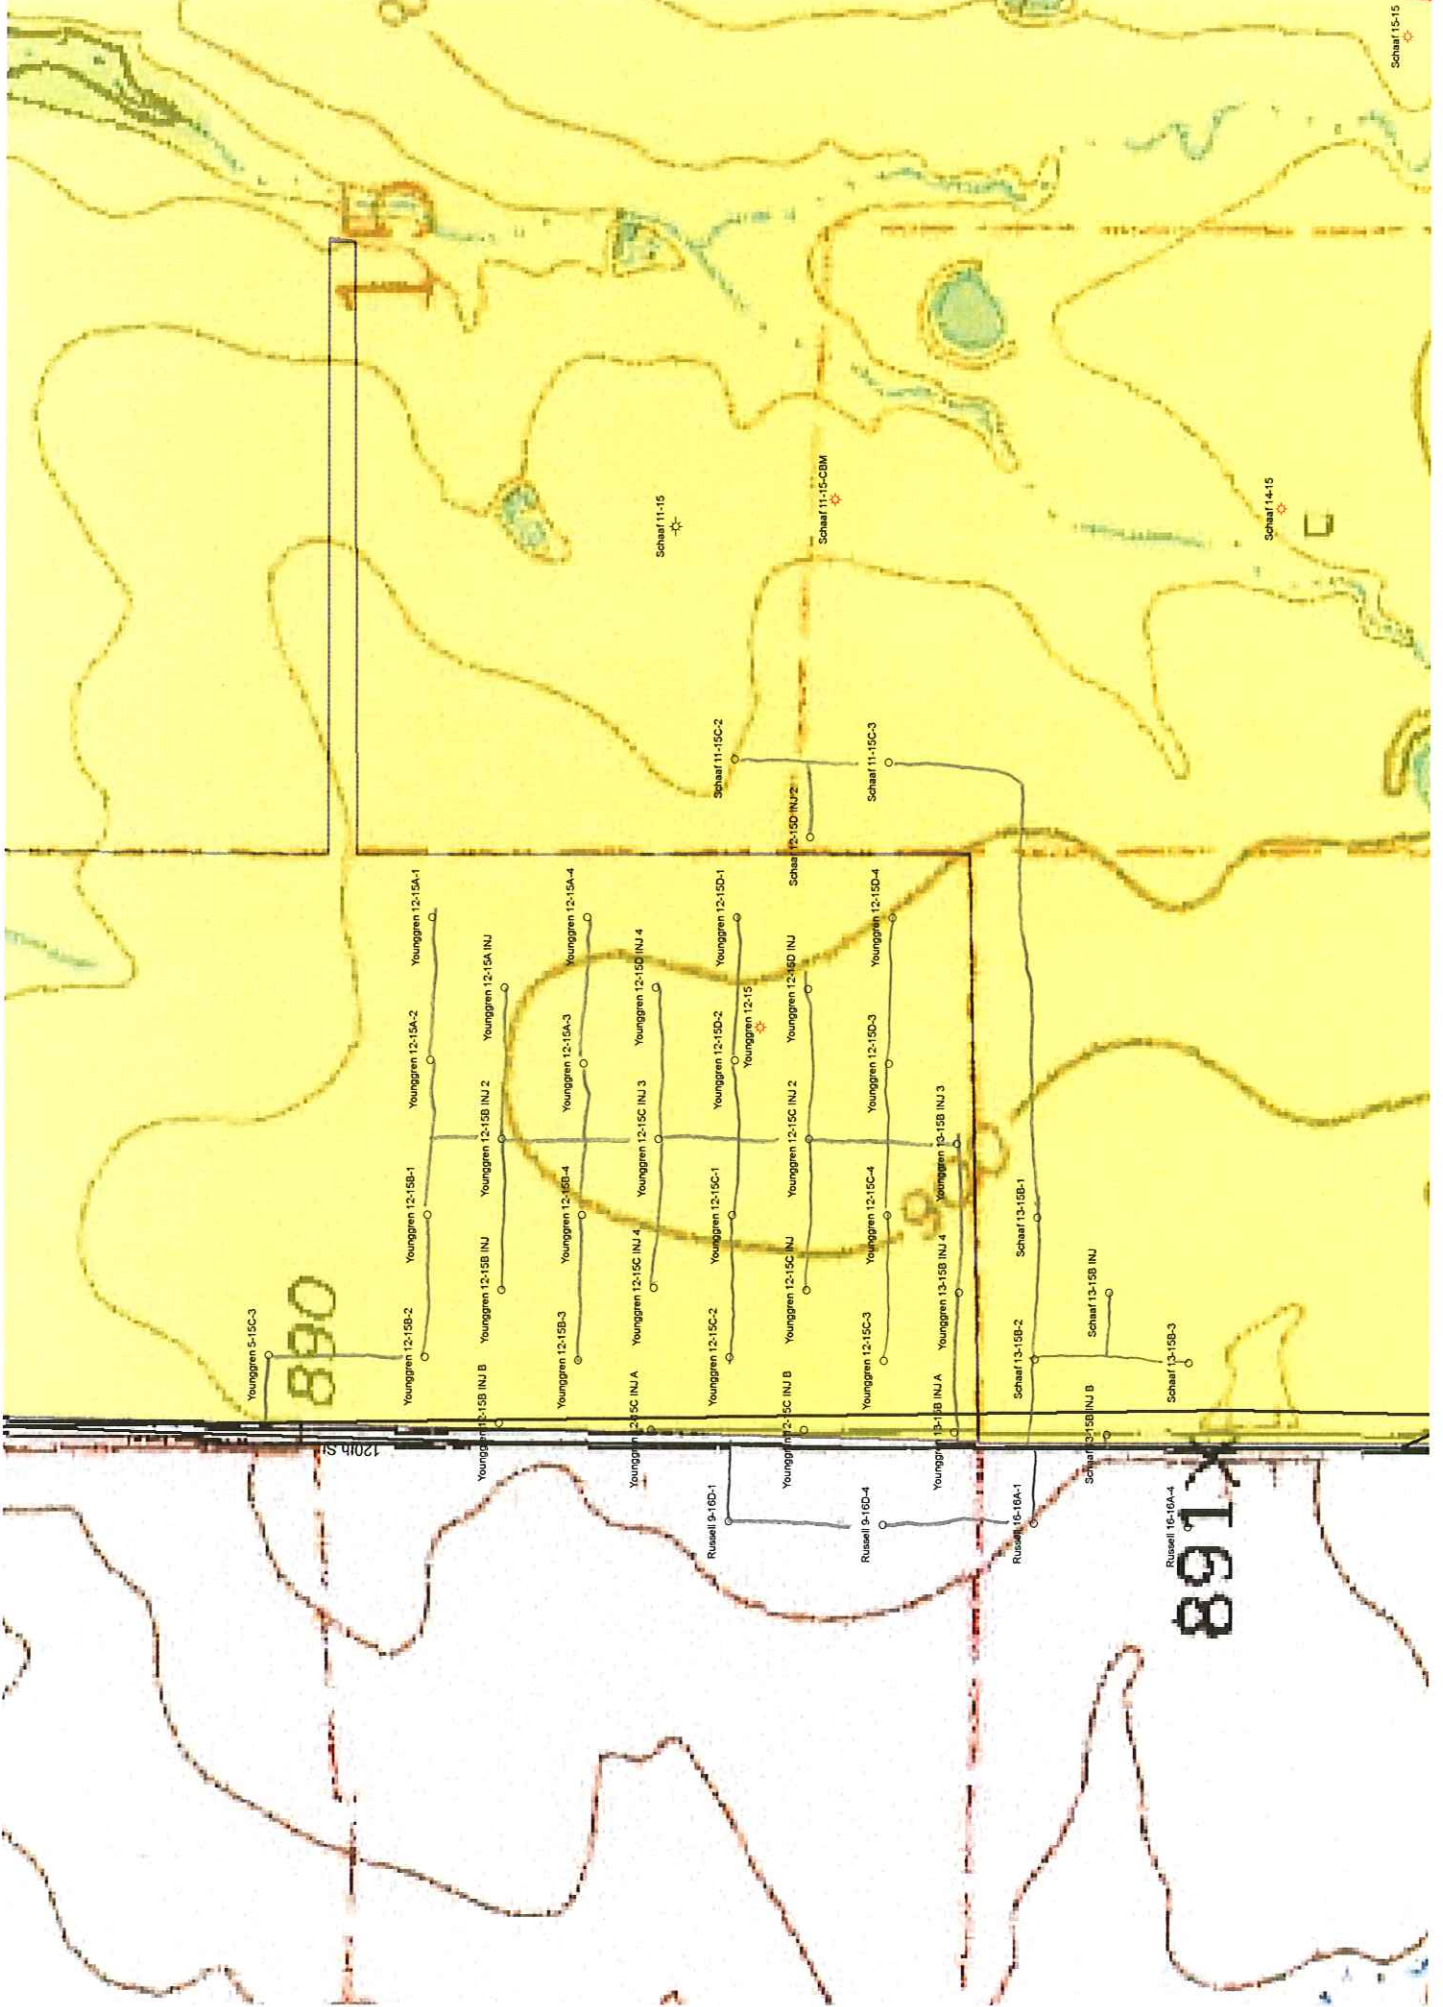 Schaaf 15-15
15
Schaaf 11-15
Schaaf 11-15-CBM
Schaaf 14-15
Schaaf 11-15C-2
Schaaf 11-15C-3
Schaaf 12-15D INJ 2
Younggren 12-15A-1
Younggren 12-15A-4
Younggren 12-15D-1
Younggren 12-15D-4
Younggren 12-15A INJ
Younggren 12-15D INJ 4
Younggren 12-15D INJ
Younggren 12-15A-2
Younggren 12-15A-3
Younggren 12-15D-2
Younggren 12-15
Younggren 12-15D-3
Younggren 12-15B INJ 2
Younggren 12-15C INJ 3
Younggren 12-15C INJ 2
Younggren 13-15B INJ 3
900
Younggren 12-15B-1
Younggren 12-15B-4
Younggren 12-15C-1
Younggren 12-15C-4
Schaaf 13-15B-1
Younggren 12-15B INJ
Younggren 12-15C INJ 4
Younggren 12-15C INJ
Younggren 13-15B INJ 4
Schaaf 13-15B INJ
890
Younggren 5-15C-3
Younggren 12-15B-2
Younggren 12-15B-3
Younggren 12-15C-2
Younggren 12-15C-3
Schaaf 13-15B-2
Schaaf 13-15B-3
Younggren 12-15B INJ B
Younggren 12-15C INJ A
Younggren 12-15C INJ B
Younggren 13-15B INJ A
Schaaf 13-15B INJ B
120th St
Russell 9-16D-1
Russell 9-16D-4
Russell 16-16A-1
Russell 16-16A-4
891